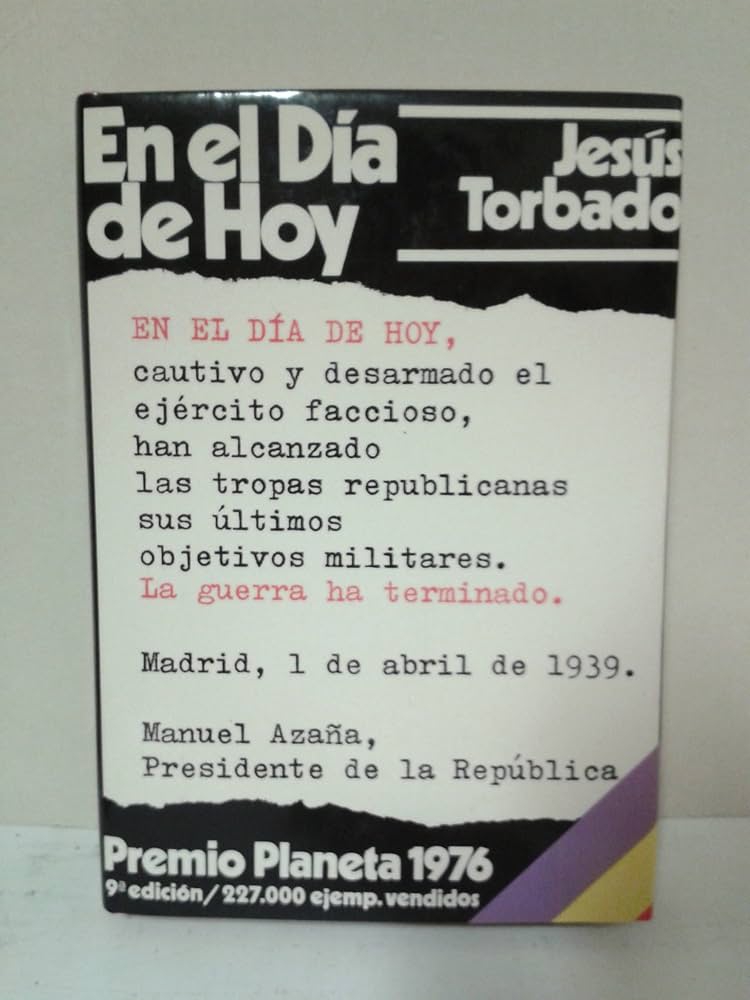 En el Día
de Hoy
Jesús
Torbado
EN EL DÍA DE HOY,
cautivo y desarmado el
ejército faccioso,
han alcanzado
las tropas republicanas
sus últimos
objetivos militares.
La guerra ha terminado.
Madrid, 1 de abril de 1939.
Manuel Azaña,
Presidente de la República
Premio Planeta 1976
9ª edición/227.000 ejemp. vendidos